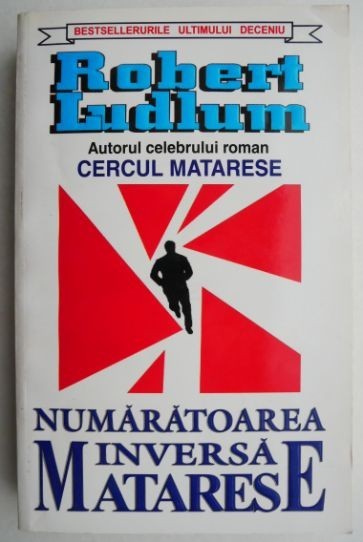 BESTSELLERURILE ULTIMULUI DECENIU
Robert
Ludlum
Autorul celebrului roman
CERCUL MATARESE
NUMĂRĂTOAREA
INVERSĂ
MATARESE